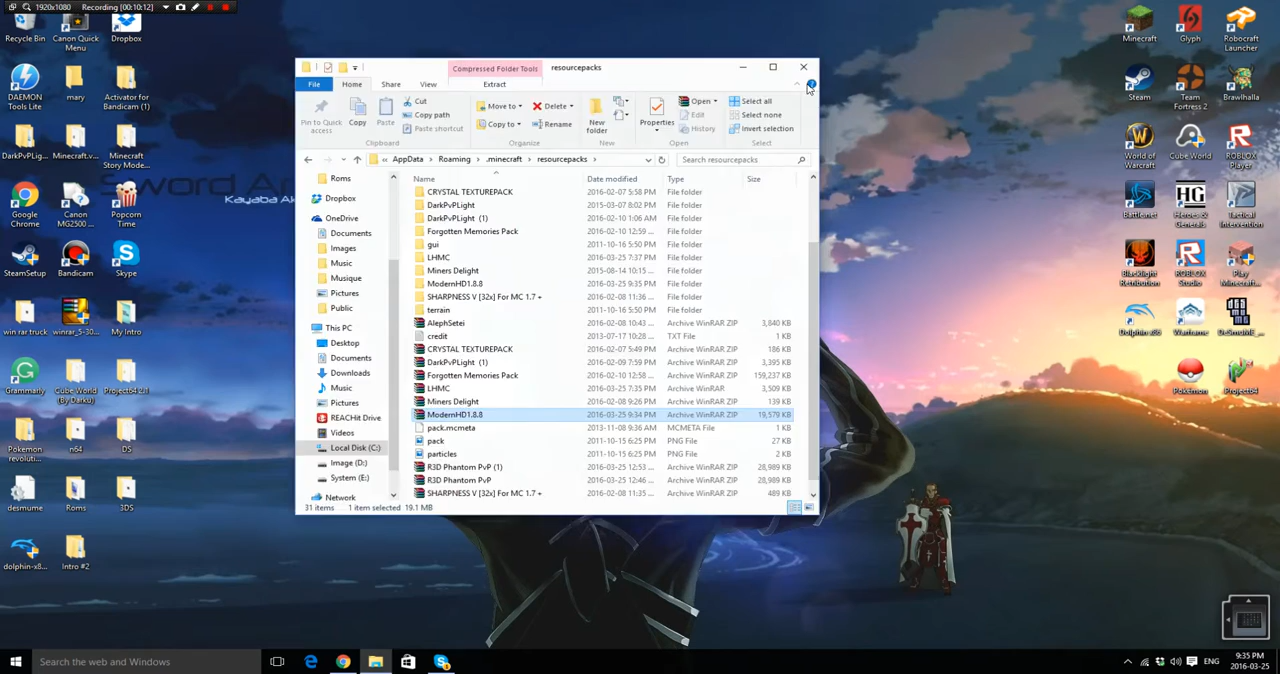 1920x1080 Recording [00:10:12]
Recycle Bin
Canon Quick Menu
Dropbox
DAEMON Tools Lite
mary
Activator for Bandicam (1)
DarkPvPLig...
Minecraft.v...
Minecraft Story Mode...
Google Chrome
Canon MG2500 ...
Popcorn Time
SteamSetup
Bandicam
Skype
win rar truck
winrar_5-30...
My Intro
Grammarly
Cube World (By Darku)
Project64 2.1
Pokemon revoluti...
n64
DS
desmume
Roms
3DS
dolphin-x8...
Intro #2
Sword Ar
Kayaba Ak
Compressed Folder Tools
resourcepacks
File Home Share View Extract
Pin to Quick access
Copy
Paste
Cut
Copy path
Paste shortcut
Clipboard
Move to
Copy to
Delete
Rename
Organize
New folder
New
Properties
Open
Edit
History
Open
Select all
Select none
Invert selection
Select
« AppData > Roaming > .minecraft > resourcepacks >
Search resourcepacks
Roms
Dropbox
OneDrive
Documents
Images
Music
Musique
Pictures
Public
This PC
Desktop
Documents
Downloads
Music
Pictures
REACHit Drive
Videos
Local Disk (C:)
Image (D:)
System (E:)
Network
Name Date modified Type Size
CRYSTAL TEXTUREPACK 2016-02-07 5:58 PM File folder
DarkPvPLight 2015-03-07 8:02 PM File folder
DarkPvPLight (1) 2016-02-10 1:06 AM File folder
Forgotten Memories Pack 2016-02-10 12:59 ... File folder
gui 2011-10-16 5:50 PM File folder
LHMC 2016-03-25 7:37 PM File folder
Miners Delight 2015-08-14 10:15 ... File folder
ModernHD1.8.8 2016-03-25 9:35 PM File folder
SHARPNESS V [32x] For MC 1.7 + 2016-02-08 11:36 ... File folder
terrain 2011-10-16 5:50 PM File folder
AlephSetei 2016-02-08 10:43 ... Archive WinRAR ZIP 3,840 KB
credit 2013-07-17 10:28 ... TXT File 1 KB
CRYSTAL TEXTUREPACK 2016-02-07 5:49 PM Archive WinRAR ZIP 186 KB
DarkPvPLight (1) 2016-02-09 7:59 PM Archive WinRAR ZIP 3,395 KB
Forgotten Memories Pack 2016-02-10 12:58 ... Archive WinRAR ZIP 159,237 KB
LHMC 2016-03-25 7:35 PM Archive WinRAR 3,509 KB
Miners Delight 2016-02-08 9:26 PM Archive WinRAR ZIP 139 KB
ModernHD1.8.8 2016-03-25 9:34 PM Archive WinRAR ZIP 19,579 KB
pack.mcmeta 2013-11-08 9:36 AM MCMETA File 1 KB
pack 2011-10-15 6:25 PM PNG File 27 KB
particles 2011-10-15 6:25 PM PNG File 2 KB
R3D Phantom PvP (1) 2016-03-25 12:53 ... Archive WinRAR ZIP 28,989 KB
R3D Phantom PvP 2016-03-25 12:46 ... Archive WinRAR ZIP 28,989 KB
SHARPNESS V [32x] For MC 1.7 + 2016-02-08 11:35 ... Archive WinRAR ZIP 489 KB
31 items 1 item selected 19.1 MB
Minecraft
Glyph
Robocraft Launcher
Steam
Team Fortress 2
Brawlhalla
World of Warcraft
Cube World
ROBLOX Player
Battle.net
Heroes & Generals
Tactical Intervention
Blacklight Retribution
ROBLOX Studio
Play Minecraft...
Dolphin x86
Warframe
DeSmuME_...
Pokémon
Project64
Search the web and Windows
ENG
9:35 PM
2016-03-25